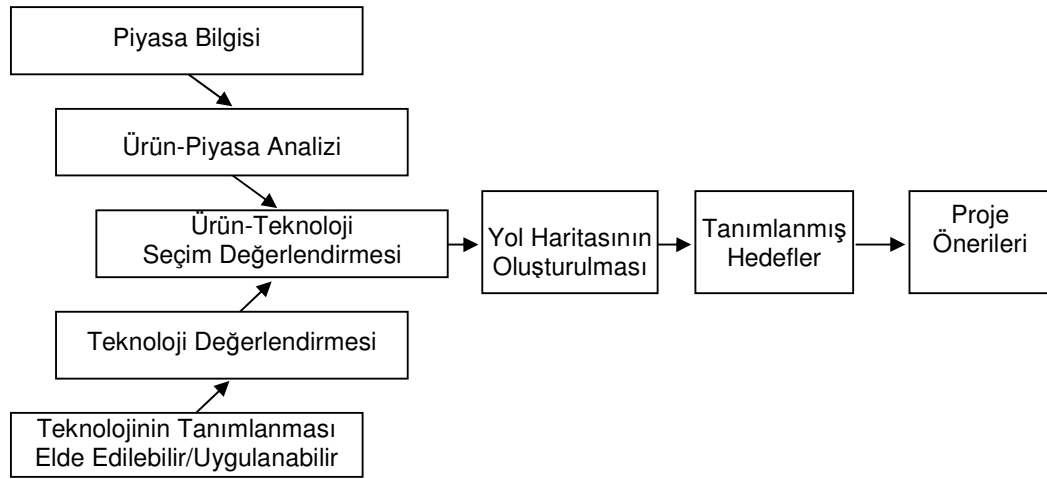 Piyasa Bilgisi
Ürün-Piyasa Analizi
Ürün-Teknoloji
Seçim Değerlendirmesi
Teknoloji Değerlendirmesi
Teknolojinin Tanımlanması
Elde Edilebilir/Uygulanabilir
Yol Haritasının
Oluşturulması
Tanımlanmış
Hedefler
Proje
Önerileri